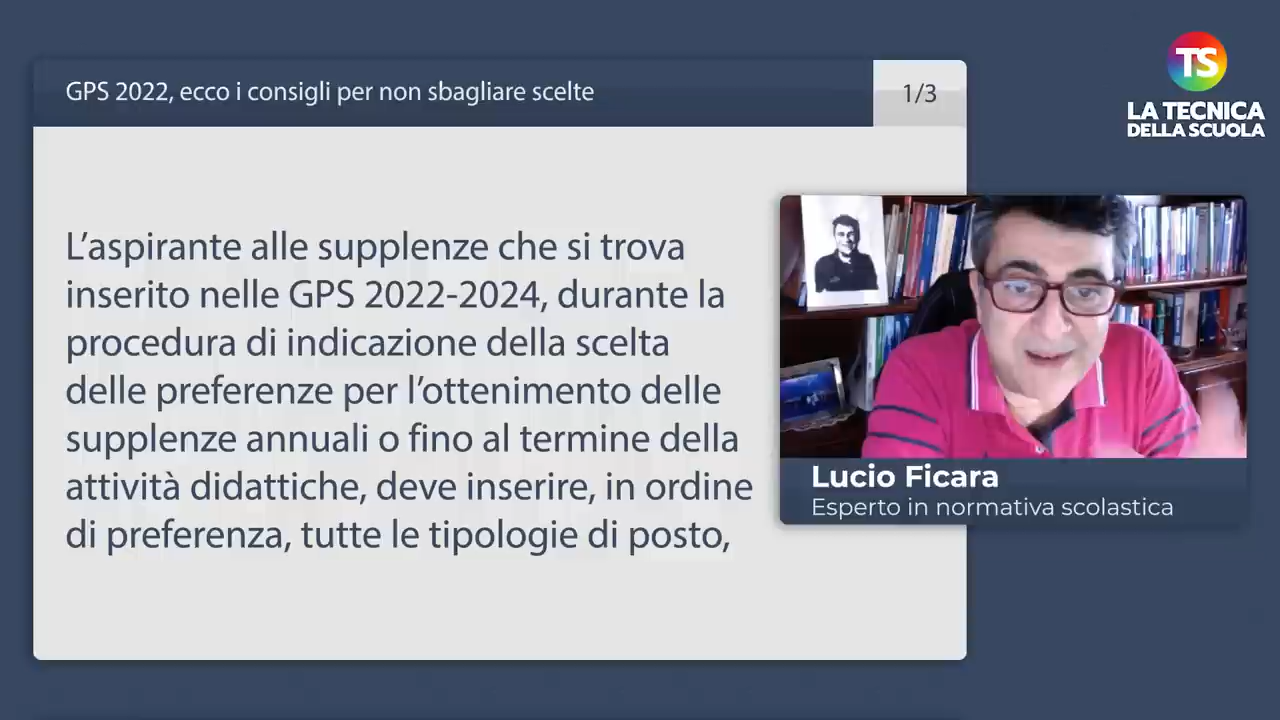 GPS 2022, ecco i consigli per non sbagliare scelte
1/3
TS
LA TECNICA
DELLA SCUOLA
L’aspirante alle supplenze che si trova
inserito nelle GPS 2022-2024, durante la
procedura di indicazione della scelta
delle preferenze per l’ottenimento delle
supplenze annuali o fino al termine della
attività didattiche, deve inserire, in ordine
di preferenza, tutte le tipologie di posto,
Lucio Ficara
Esperto in normativa scolastica